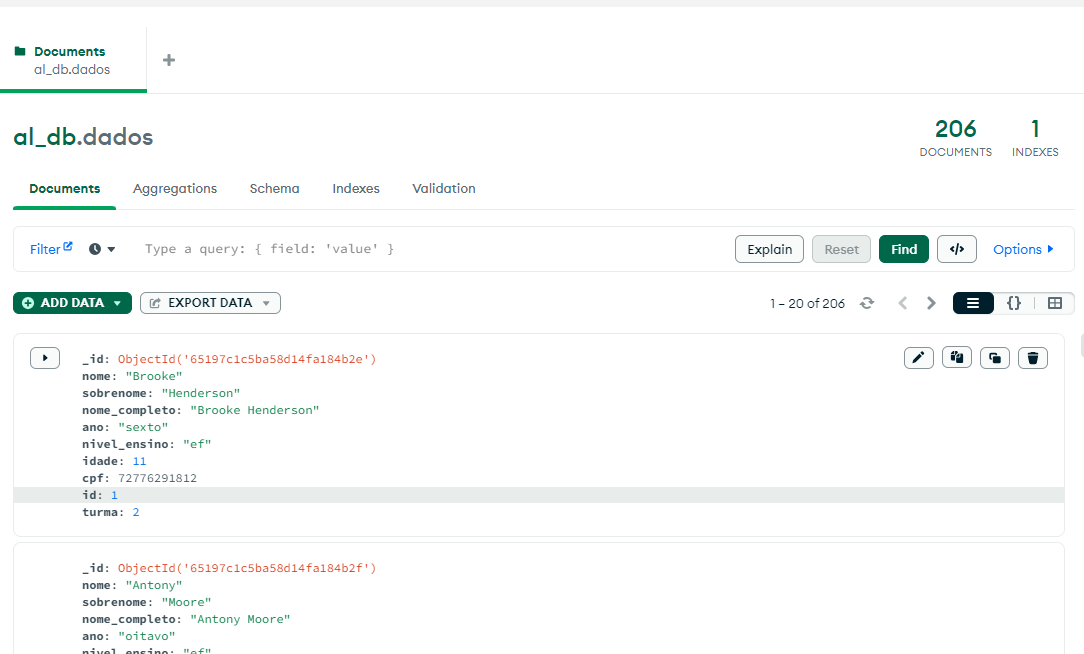 Documents
al_db.dados
al_db.dados
206
DOCUMENTS
1
INDEXES
Documents Aggregations Schema Indexes Validation
Filter Type a query: { field: 'value' } Explain Reset Find </> Options
ADD DATA EXPORT DATA 1 – 20 of 206 {}
_id: ObjectId('65197c1c5ba58d14fa184b2e')
nome: "Brooke"
sobrenome: "Henderson"
nome_completo: "Brooke Henderson"
ano: "sexto"
nivel_ensino: "ef"
idade: 11
cpf: 72776291812
id: 1
turma: 2
_id: ObjectId('65197c1c5ba58d14fa184b2f')
nome: "Antony"
sobrenome: "Moore"
nome_completo: "Antony Moore"
ano: "oitavo"
nivel_ensino: "ef"